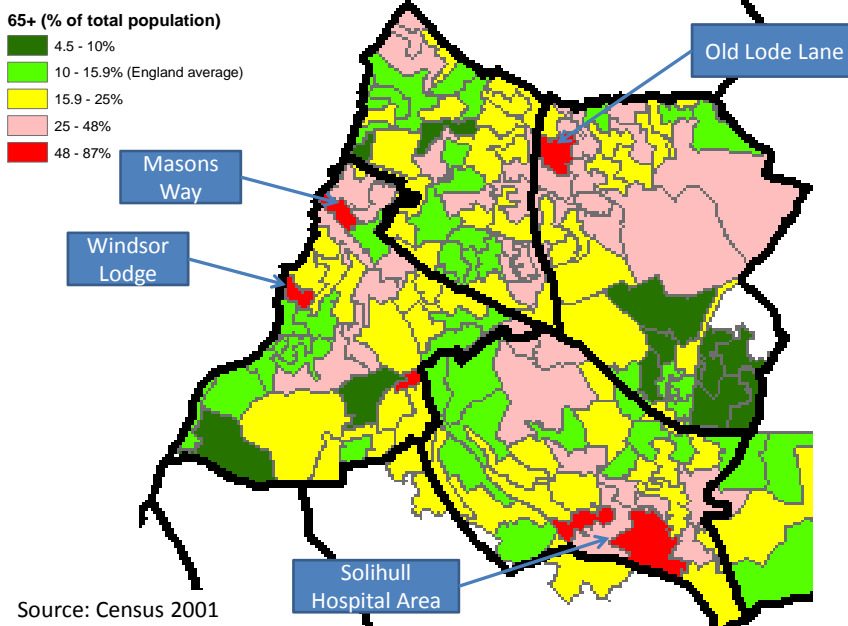 65+ (% of total population)
4.5 - 10%
10 - 15.9% (England average)
15.9 - 25%
25 - 48%
48 - 87%
Old Lode Lane
Masons
Way
Windsor
Lodge
Solihull
Hospital Area
Source: Census 2001